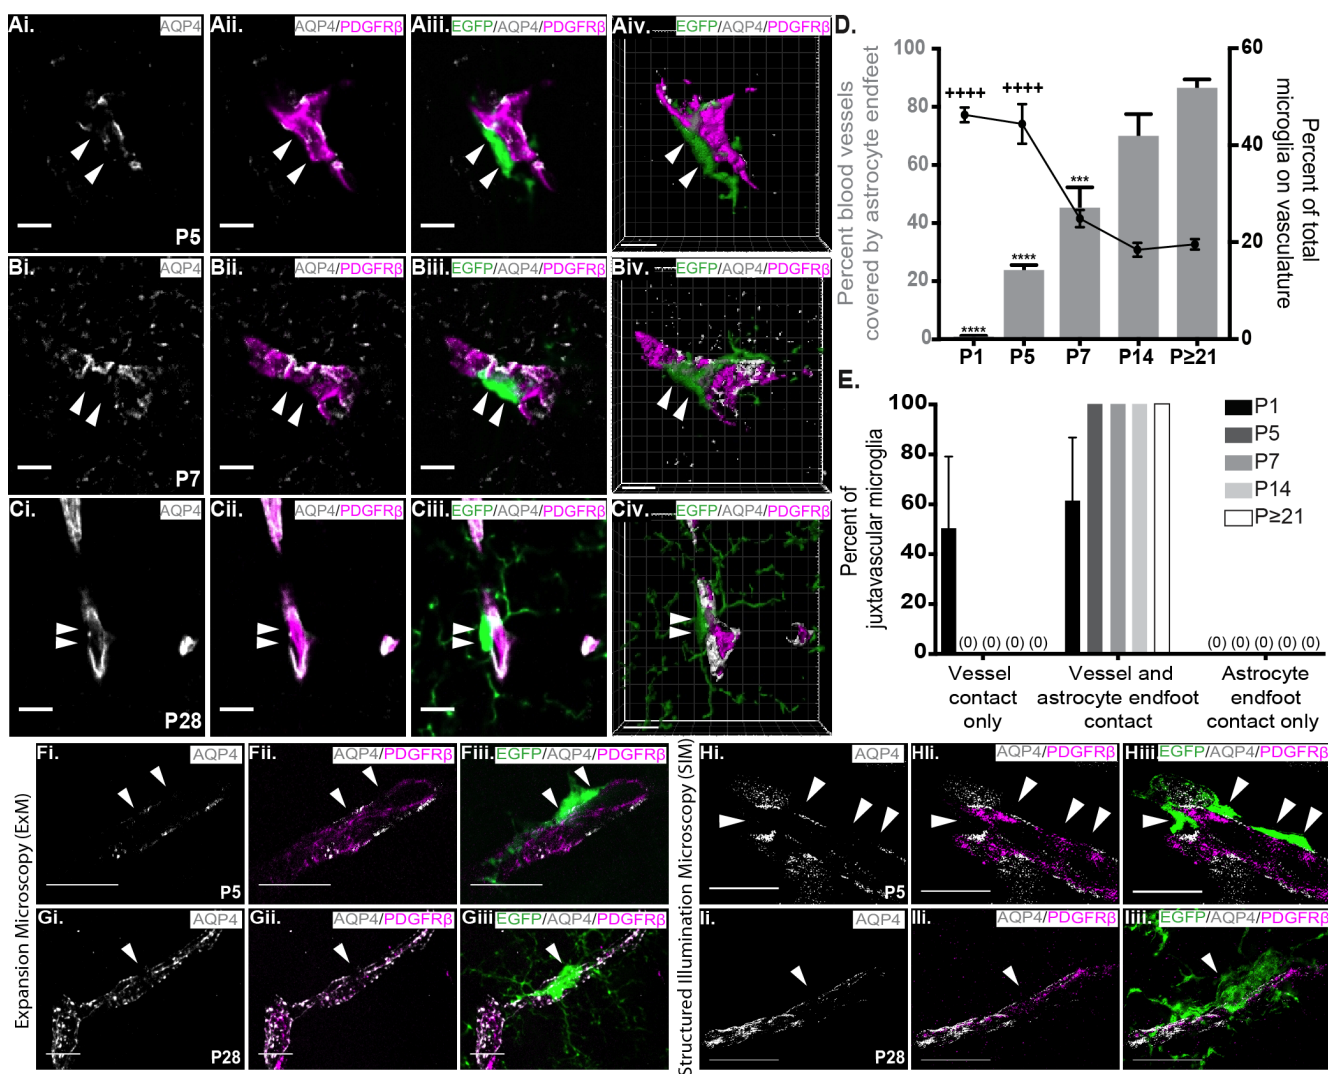 Ai.
AQP4
P5
Aii.
AQP4/PDGFRβ
Aiii.
EGFP/AQP4/PDGFRβ
Aiv.
EGFP/AQP4/PDGFRβ
Bi.
AQP4
P7
Bii.
AQP4/PDGFRβ
Biii.
EGFP/AQP4/PDGFRβ
Biv.
EGFP/AQP4/PDGFRβ
Ci.
AQP4
P28
Cii.
AQP4/PDGFRβ
Ciii.
EGFP/AQP4/PDGFRβ
Civ.
EGFP/AQP4/PDGFRβ
D.
Percent blood vessels
covered by astrocyte endfeet
100
80
60
40
20
0
++++
++++
****
****
***
60
40
20
0
Percent of total
microglia on vasculature
P1
P5
P7
P14
P≥21
E.
Percent of
juxtavascular microglia
100
80
60
40
20
0
(0) (0) (0) (0)
(0) (0) (0) (0) (0)
P1
P5
P7
P14
P≥21
Vessel
contact
only
Vessel and
astrocyte endfoot
contact
Astrocyte
endfoot
contact only
Expansion Microscopy (ExM)
Fi.
AQP4
P5
Fii.
AQP4/PDGFRβ
Fiii.
EGFP/AQP4/PDGFRβ
Gi.
AQP4
P28
Gii.
AQP4/PDGFRβ
Giii
EGFP/AQP4/PDGFRβ
Structured Illumination Microscopy (SIM)
Hi.
AQP4
P5
HIi.
AQP4/PDGFRβ
Hiii
EGFP/AQP4/PDGFRβ
Ii.
AQP4
P28
IIi.
AQP4/PDGFRβ
Iiii.
EGFP/AQP4/PDGFRβ